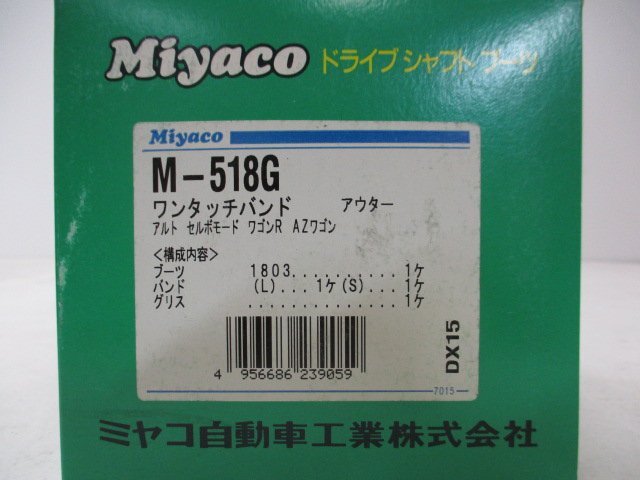 Miyaco ドライブシャフトブーツ
Miyaco
M-518G
ワンタッチバンド アウター
アルト セルボモード ワゴンR AZワゴン
<構成内容>
ブーツ 1803.......... 1ケ
バンド (L)... 1ケ(S)... 1ケ
グリス ............... 1ケ
4 956686 239059
DX15
7015
ミヤコ自動車工業株式会社